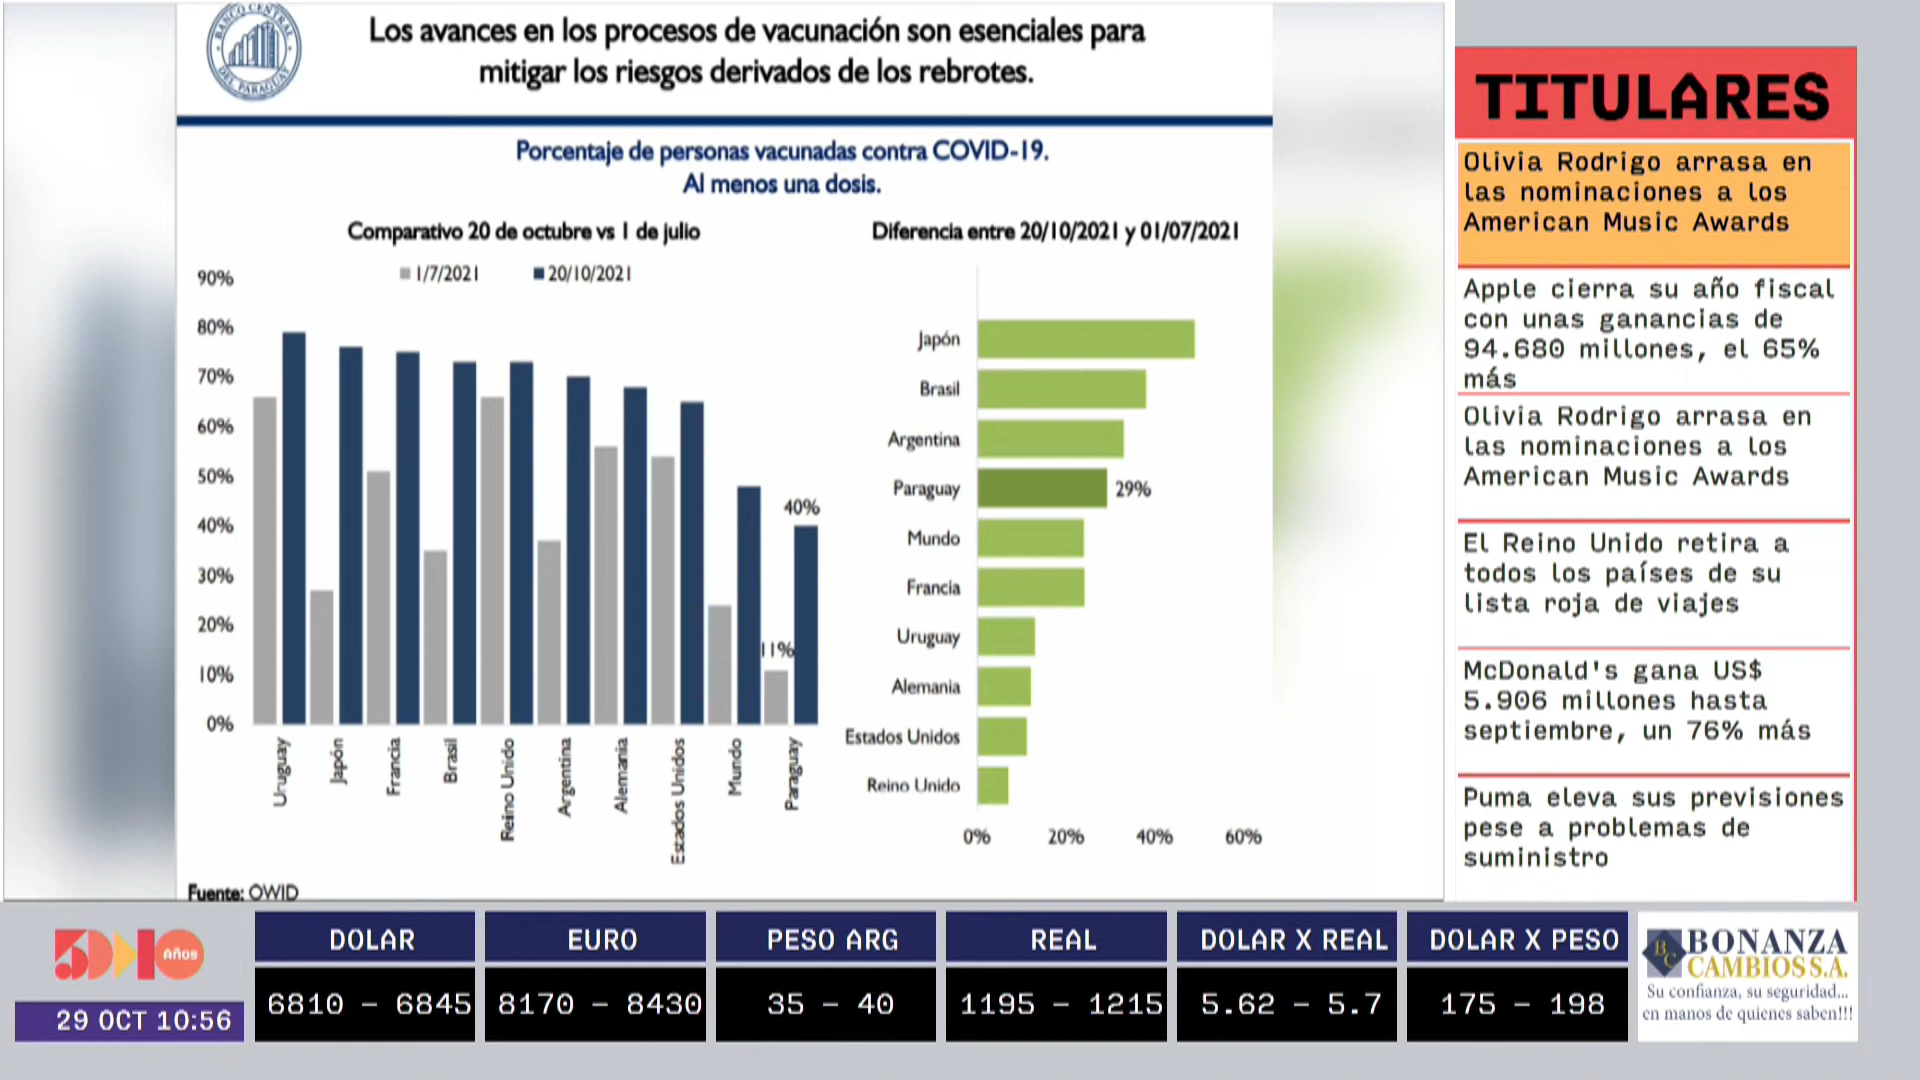 BANCO CENTRAL
DEL PARAGUAY
Los avances en los procesos de vacunación son esenciales para
mitigar los riesgos derivados de los rebrotes.
Porcentaje de personas vacunadas contra COVID-19.
Al menos una dosis.
Comparativo 20 de octubre vs 1 de julio
1/7/2021
20/10/2021
90%
80%
70%
60%
50%
40%
30%
20%
10%
0%
11%
40%
Uruguay
Japón
Francia
Brasil
Reino Unido
Argentina
Alemania
Estados Unidos
Mundo
Paraguay
Diferencia entre 20/10/2021 y 01/07/2021
Japón
Brasil
Argentina
Paraguay
29%
Mundo
Francia
Uruguay
Alemania
Estados Unidos
Reino Unido
0%
20%
40%
60%
Fuente: OWID
TITULARES
Olivia Rodrigo arrasa en
las nominaciones a los
American Music Awards
Apple cierra su año fiscal
con unas ganancias de
94.680 millones, el 65%
más
Olivia Rodrigo arrasa en
las nominaciones a los
American Music Awards
El Reino Unido retira a
todos los países de su
lista roja de viajes
McDonald's gana US$
5.906 millones hasta
septiembre, un 76% más
Puma eleva sus previsiones
pese a problemas de
suministro
5D10 Años
29 OCT 10:56
DOLAR
6810 - 6845
EURO
8170 - 8430
PESO ARG
35 - 40
REAL
1195 - 1215
DOLAR X REAL
5.62 - 5.7
DOLAR X PESO
175 - 198
BC
BONANZA
CAMBIOS S.A.
Su confianza, su seguridad...
en manos de quienes saben!!!